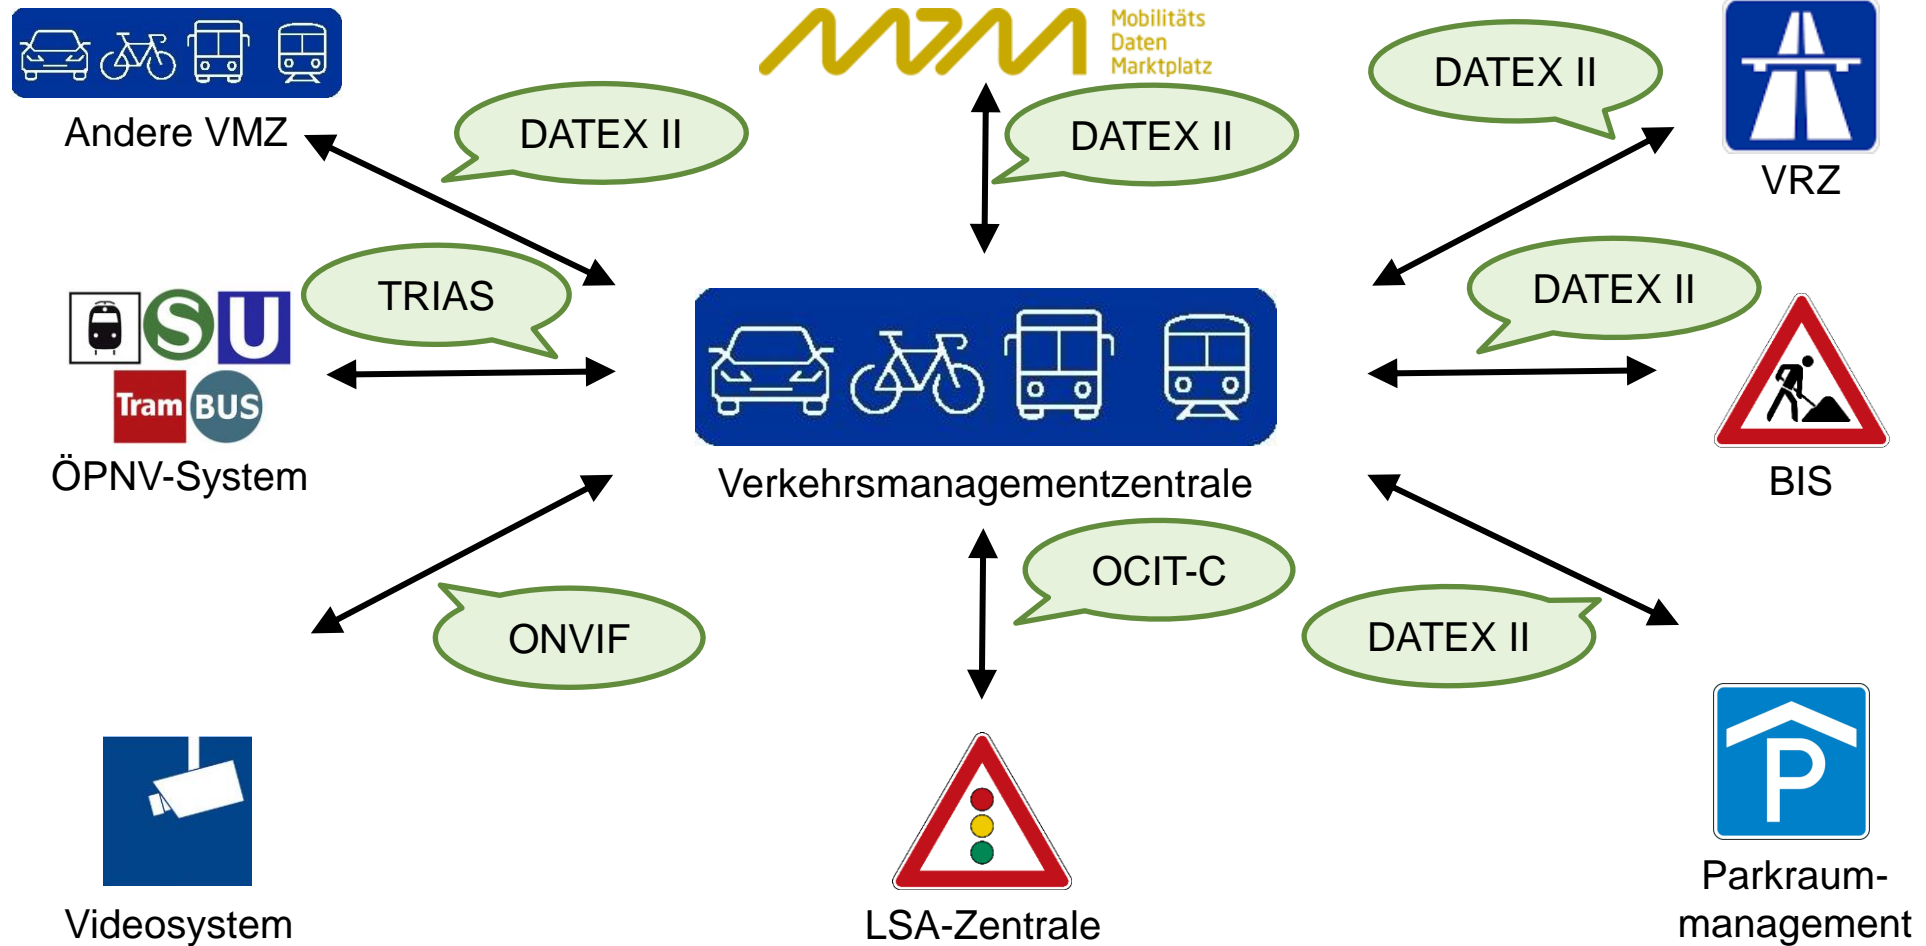 Mobilitäts
Daten
Marktplatz
DATEX II
DATEX II
DATEX II
Andere VMZ
VRZ
TRIAS
DATEX II
S
U
Tram
BUS
ÖPNV-System
Verkehrsmanagementzentrale
BIS
OCIT-C
ONVIF
DATEX II
P
Videosystem
LSA-Zentrale
Parkraum-
management